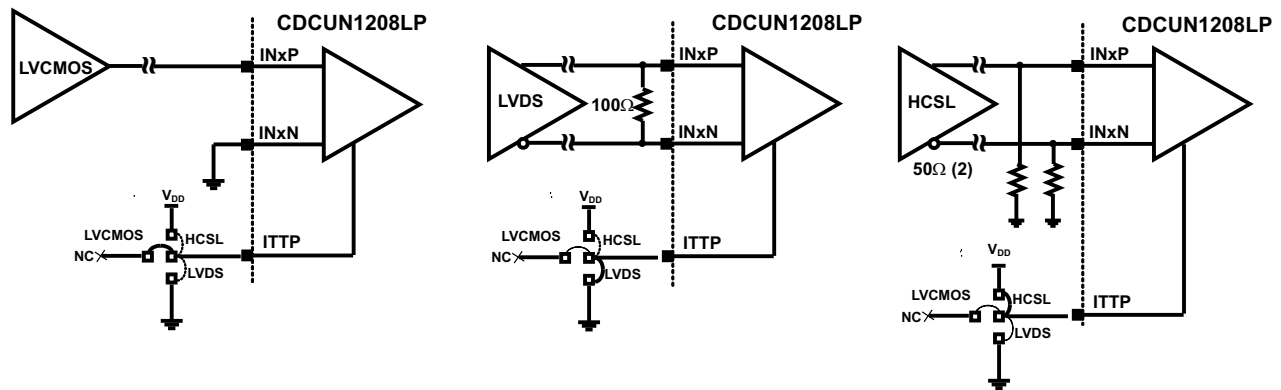 CDCUN1208LP
LVCMOS
INxP
INxN
VDD
LVCMOS
HCSL
NC
LVDS
ITTP
CDCUN1208LP
LVDS
100Ω
INxP
INxN
VDD
LVCMOS
HCSL
NC
LVDS
ITTP
CDCUN1208LP
HCSL
INxP
INxN
50Ω (2)
VDD
LVCMOS
HCSL
NC
LVDS
ITTP